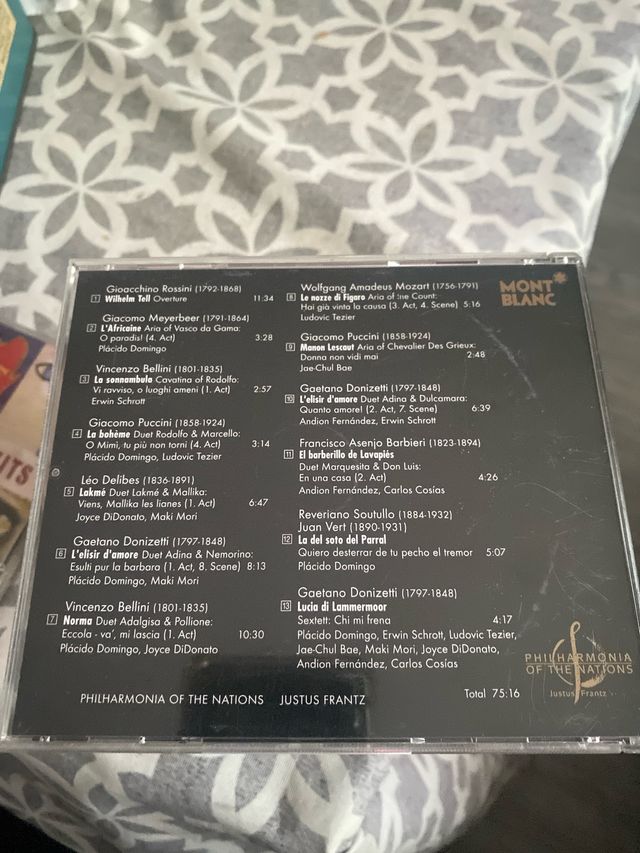 Gioacchino Rossini (1792-1868)
1 Wilhelm Tell Overture 11:34
Giacomo Meyerbeer (1791-1864)
2 L'Africaine Aria of Vasco da Gama:
O paradis! (4. Act) 3:28
Plácido Domingo
Vincenzo Bellini (1801-1835)
3 La sonnambula Cavatina of Rodolfo:
Vi ravviso, o luoghi ameni (1. Act) 2:57
Erwin Schrott
Giacomo Puccini (1858-1924)
4 La bohème Duet Rodolfo & Marcello:
O Mimi, tu più non torni (4. Act) 3:14
Plácido Domingo, Ludovic Tezier
Léo Delibes (1836-1891)
5 Lakmé Duet Lakmé & Mallika:
Viens, Mallika les lianes (1. Act) 6:47
Joyce DiDonato, Maki Mori
Gaetano Donizetti (1797-1848)
6 L'elisir d'amore Duet Adina & Nemorino:
Esulti pur la barbara (1. Act, 8. Scene) 8:13
Plácido Domingo, Maki Mori
Vincenzo Bellini (1801-1835)
7 Norma Duet Adalgisa & Pollione:
Eccola - va', mi lascia (1. Act) 10:30
Plácido Domingo, Joyce DiDonato
Wolfgang Amadeus Mozart (1756-1791)
8 Le nozze di Figaro Aria of the Count:
Hai già vinta la causa (3. Act, 4. Scene) 5:16
Ludovic Tezier
Giacomo Puccini (1858-1924)
9 Manon Lescaut Aria of Chevalier Des Grieux:
Donna non vidi mai 2:48
Jae-Chul Bae
Gaetano Donizetti (1797-1848)
10 L'elisir d'amore Duet Adina & Dulcamara:
Quanto amore! (2. Act, 7. Scene) 6:39
Andion Fernández, Erwin Schrott
Francisco Asenjo Barbieri (1823-1894)
11 El barberillo de Lavapiés
Duet Marquesita & Don Luis:
En una casa (2. Act) 4:26
Andion Fernández, Carlos Cosías
Reveriano Soutullo (1884-1932)
Juan Vert (1890-1931)
12 La del soto del Parral
Quiero desterrar de tu pecho el tremor 5:07
Plácido Domingo
Gaetano Donizetti (1797-1848)
13 Lucia di Lammermoor
Sextett: Chi mi frena 4:17
Plácido Domingo, Erwin Schrott, Ludovic Tezier,
Jae-Chul Bae, Maki Mori, Joyce DiDonato,
Andion Fernández, Carlos Cosías
MONT
BLANC
PHILHARMONIA
OF THE NATIONS
Justus Frantz
PHILHARMONIA OF THE NATIONS JUSTUS FRANTZ
Total 75:16